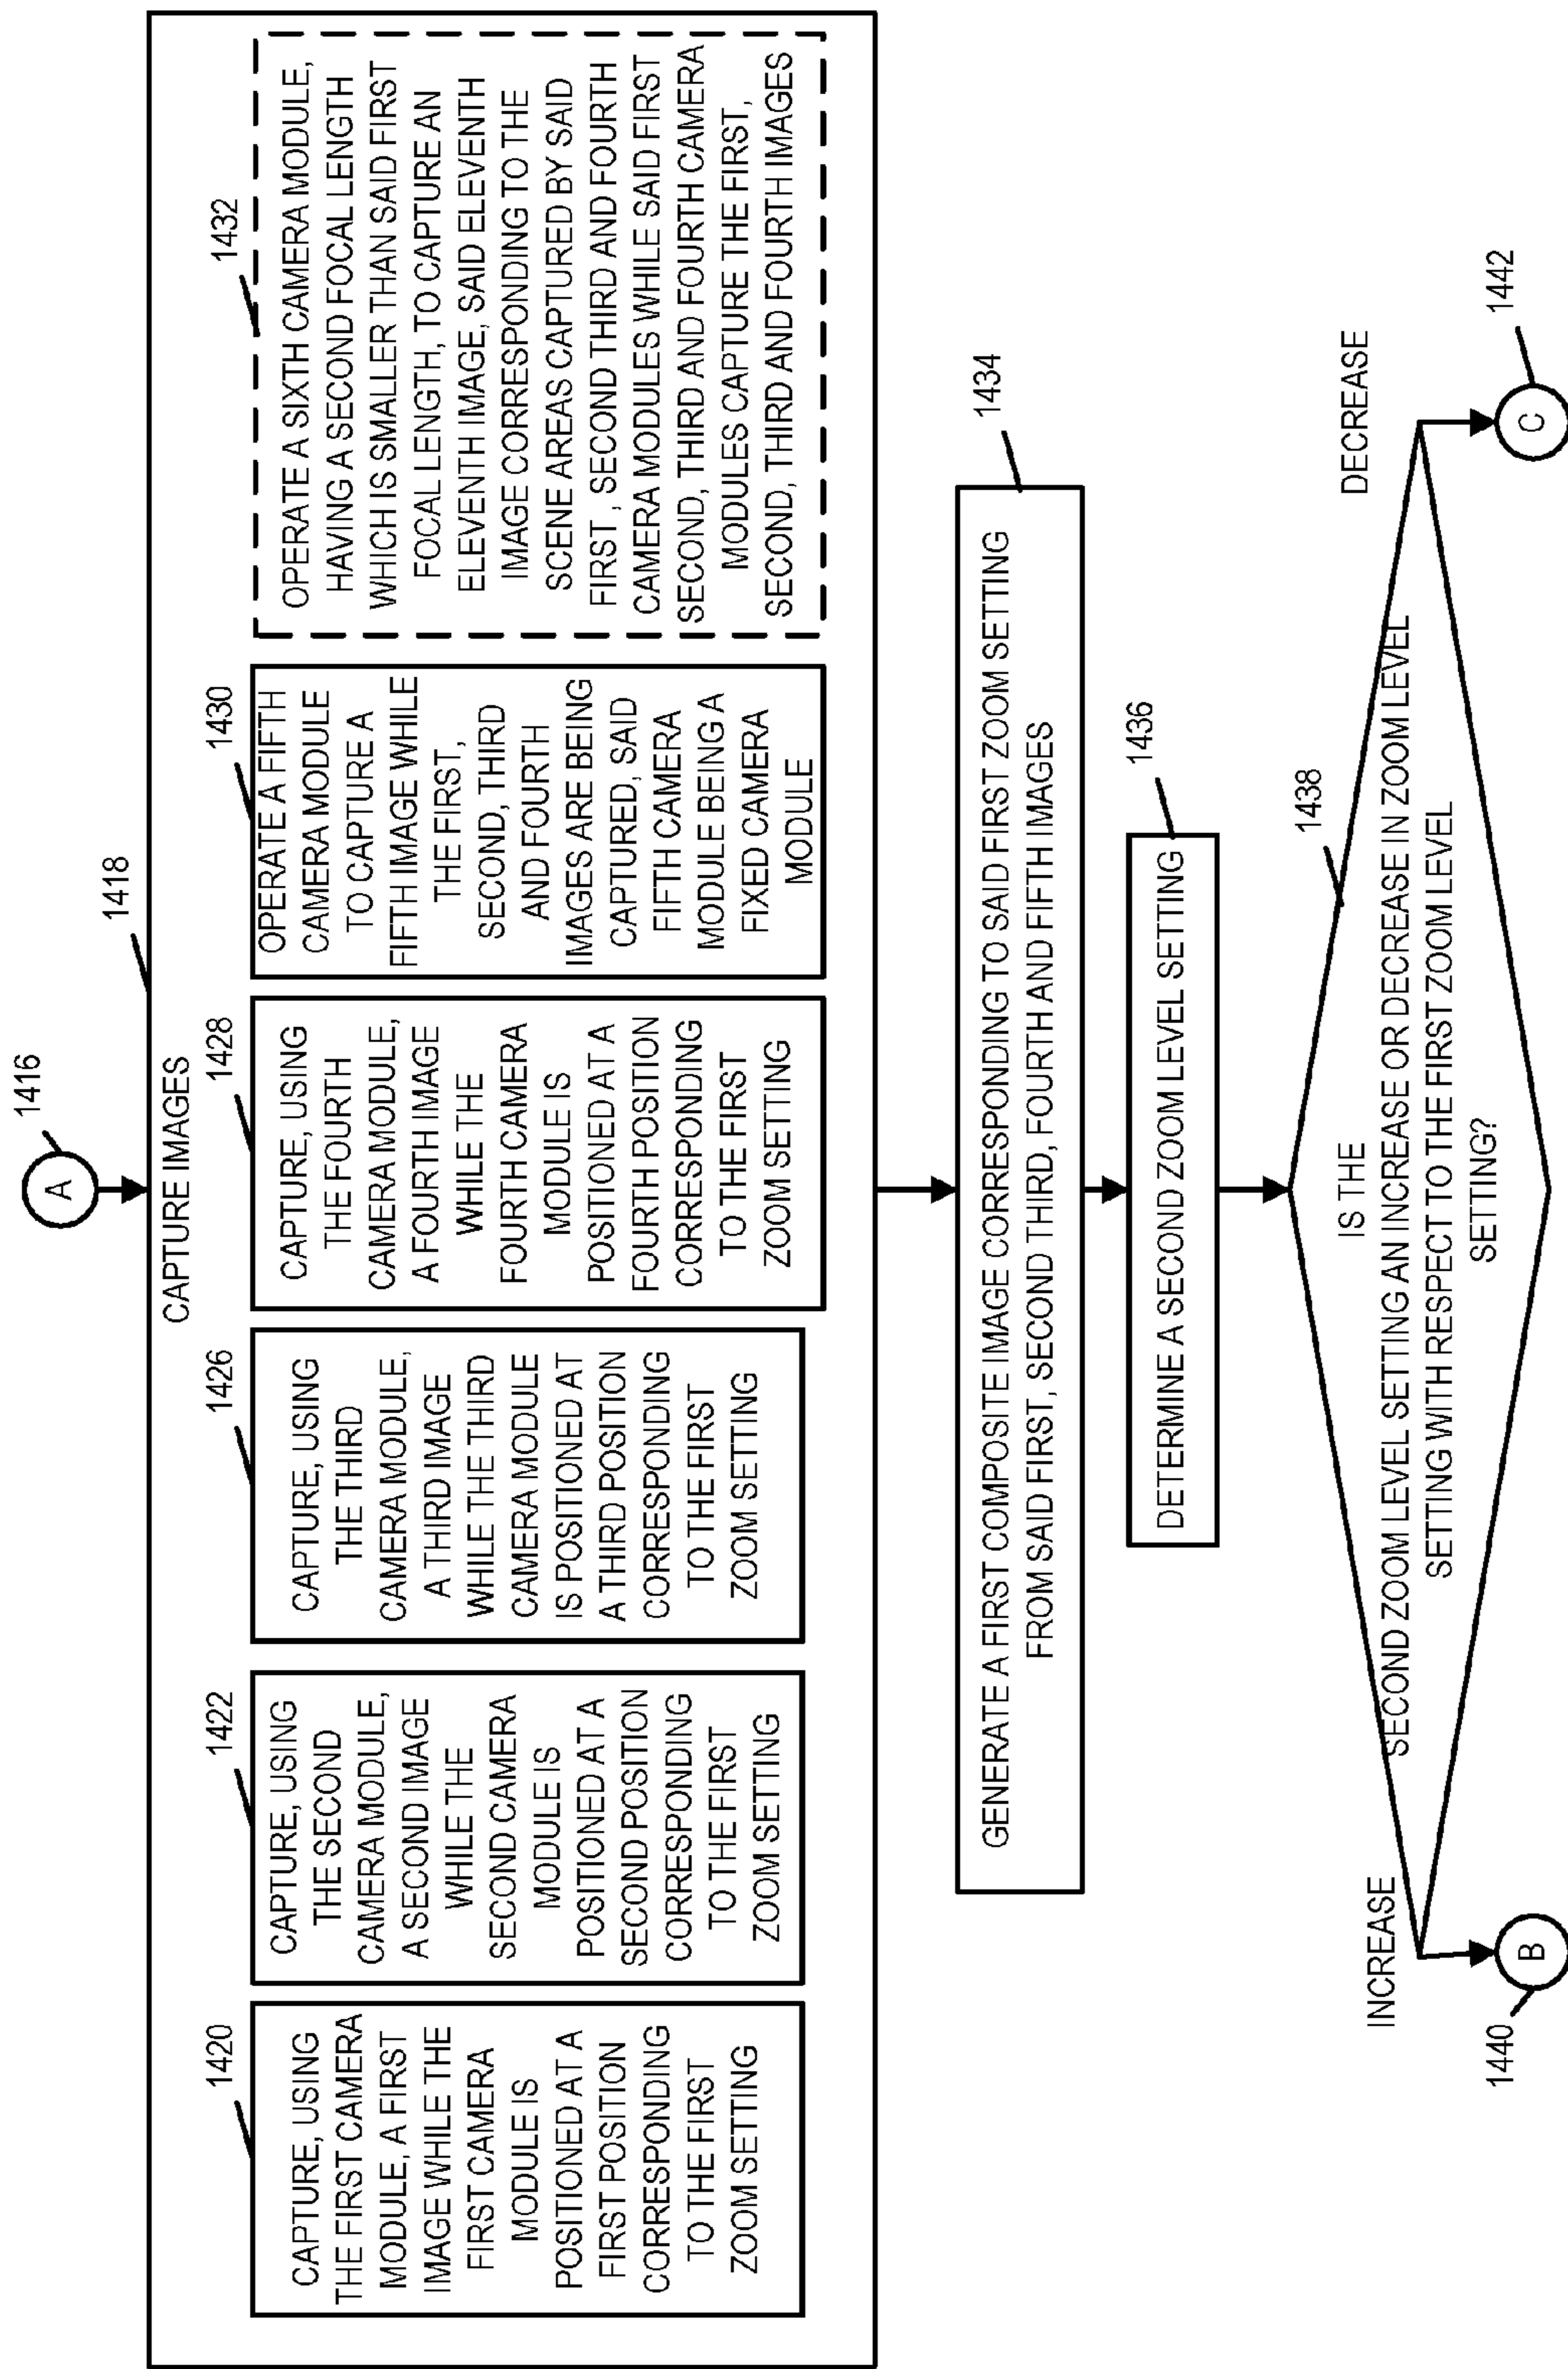 A
1416
CAPTURE IMAGES
1418
1420
CAPTURE, USING
THE FIRST CAMERA
MODULE, A FIRST
IMAGE WHILE THE
FIRST CAMERA
MODULE IS
POSITIONED AT A
FIRST POSITION
CORRESPONDING
TO THE FIRST
ZOOM SETTING
1422
CAPTURE, USING
THE SECOND
CAMERA MODULE,
A SECOND IMAGE
WHILE THE
SECOND CAMERA
MODULE IS
POSITIONED AT A
SECOND POSITION
CORRESPONDING
TO THE FIRST
ZOOM SETTING
1426
CAPTURE, USING
THE THIRD
CAMERA MODULE,
A THIRD IMAGE
WHILE THE THIRD
CAMERA MODULE
IS POSITIONED AT
A THIRD POSITION
CORRESPONDING
TO THE FIRST
ZOOM SETTING
1428
CAPTURE, USING
THE FOURTH
CAMERA MODULE,
A FOURTH IMAGE
WHILE THE
FOURTH CAMERA
MODULE IS
POSITIONED AT A
FOURTH POSITION
CORRESPONDING
TO THE FIRST
ZOOM SETTING
1430
OPERATE A FIFTH
CAMERA MODULE
TO CAPTURE A
FIFTH IMAGE WHILE
THE FIRST,
SECOND, THIRD
AND FOURTH
IMAGES ARE BEING
CAPTURED, SAID
FIFTH CAMERA
MODULE BEING A
FIXED CAMERA
MODULE
1432
OPERATE A SIXTH CAMERA MODULE,
HAVING A SECOND FOCAL LENGTH
WHICH IS SMALLER THAN SAID FIRST
FOCAL LENGTH, TO CAPTURE AN
ELEVENTH IMAGE, SAID ELEVENTH
IMAGE CORRESPONDING TO THE
SCENE AREAS CAPTURED BY SAID
FIRST , SECOND THIRD AND FOURTH
CAMERA MODULES WHILE SAID FIRST
SECOND, THIRD AND FOURTH CAMERA
MODULES CAPTURE THE FIRST,
SECOND, THIRD AND FOURTH IMAGES
1434
GENERATE A FIRST COMPOSITE IMAGE CORRESPONDING TO SAID FIRST ZOOM SETTING
FROM SAID FIRST, SECOND THIRD, FOURTH AND FIFTH IMAGES
1436
DETERMINE A SECOND ZOOM LEVEL SETTING
1438
IS THE
SECOND ZOOM LEVEL SETTING AN INCREASE OR DECREASE IN ZOOM LEVEL
SETTING WITH RESPECT TO THE FIRST ZOOM LEVEL
SETTING?
INCREASE
DECREASE
B
1440
C
1442